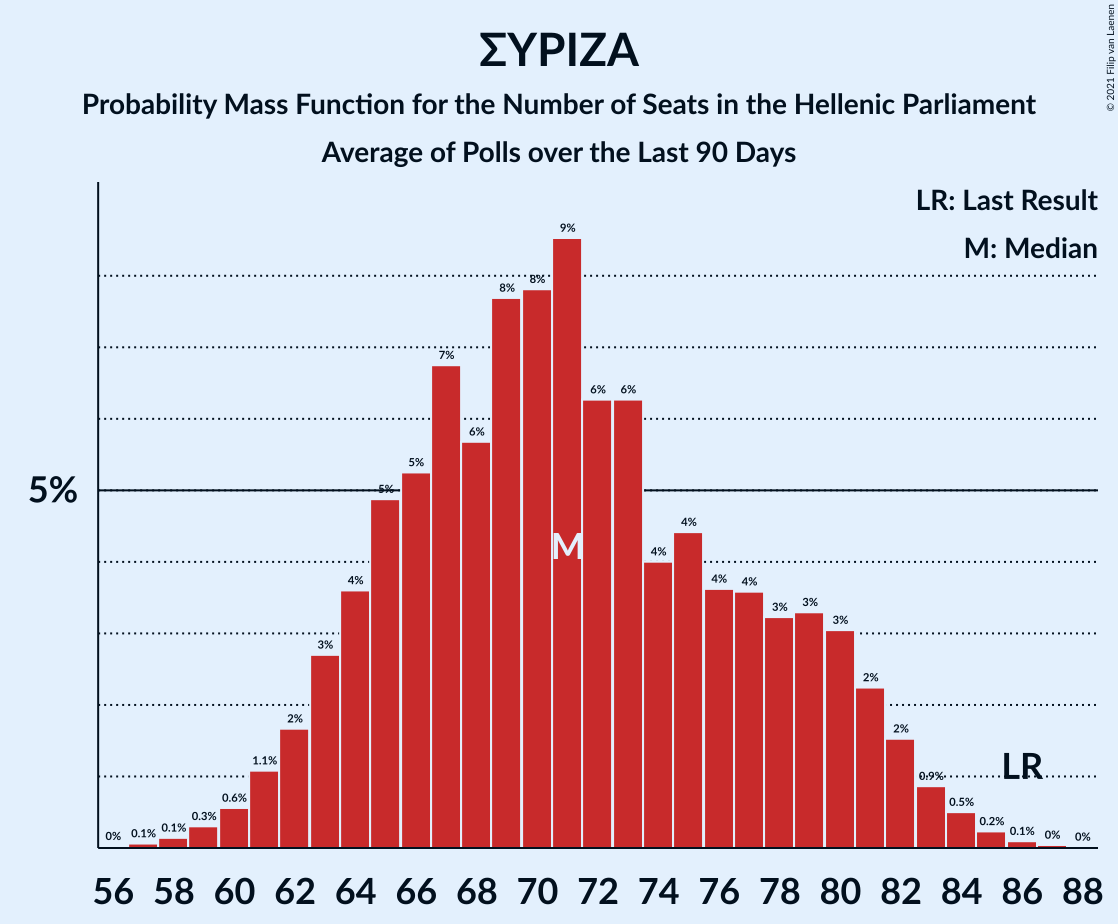 ΣΥΡΙΖΑ
Probability Mass Function for the Number of Seats in the Hellenic Parliament
Average of Polls over the Last 90 Days
© 2021 Filip van Laenen
LR: Last Result
M: Median
5%
0% 0.1% 0.1% 0.3% 0.6% 1.1% 2% 3% 4% 5% 5% 7% 6% 8% 8% 9% 6% 6% 4% 4% 4% 4% 3% 3% 3% 2% 2% 0.9% 0.5% 0.2% 0.1% 0% 0%
M
LR
56 58 60 62 64 66 68 70 72 74 76 78 80 82 84 86 88